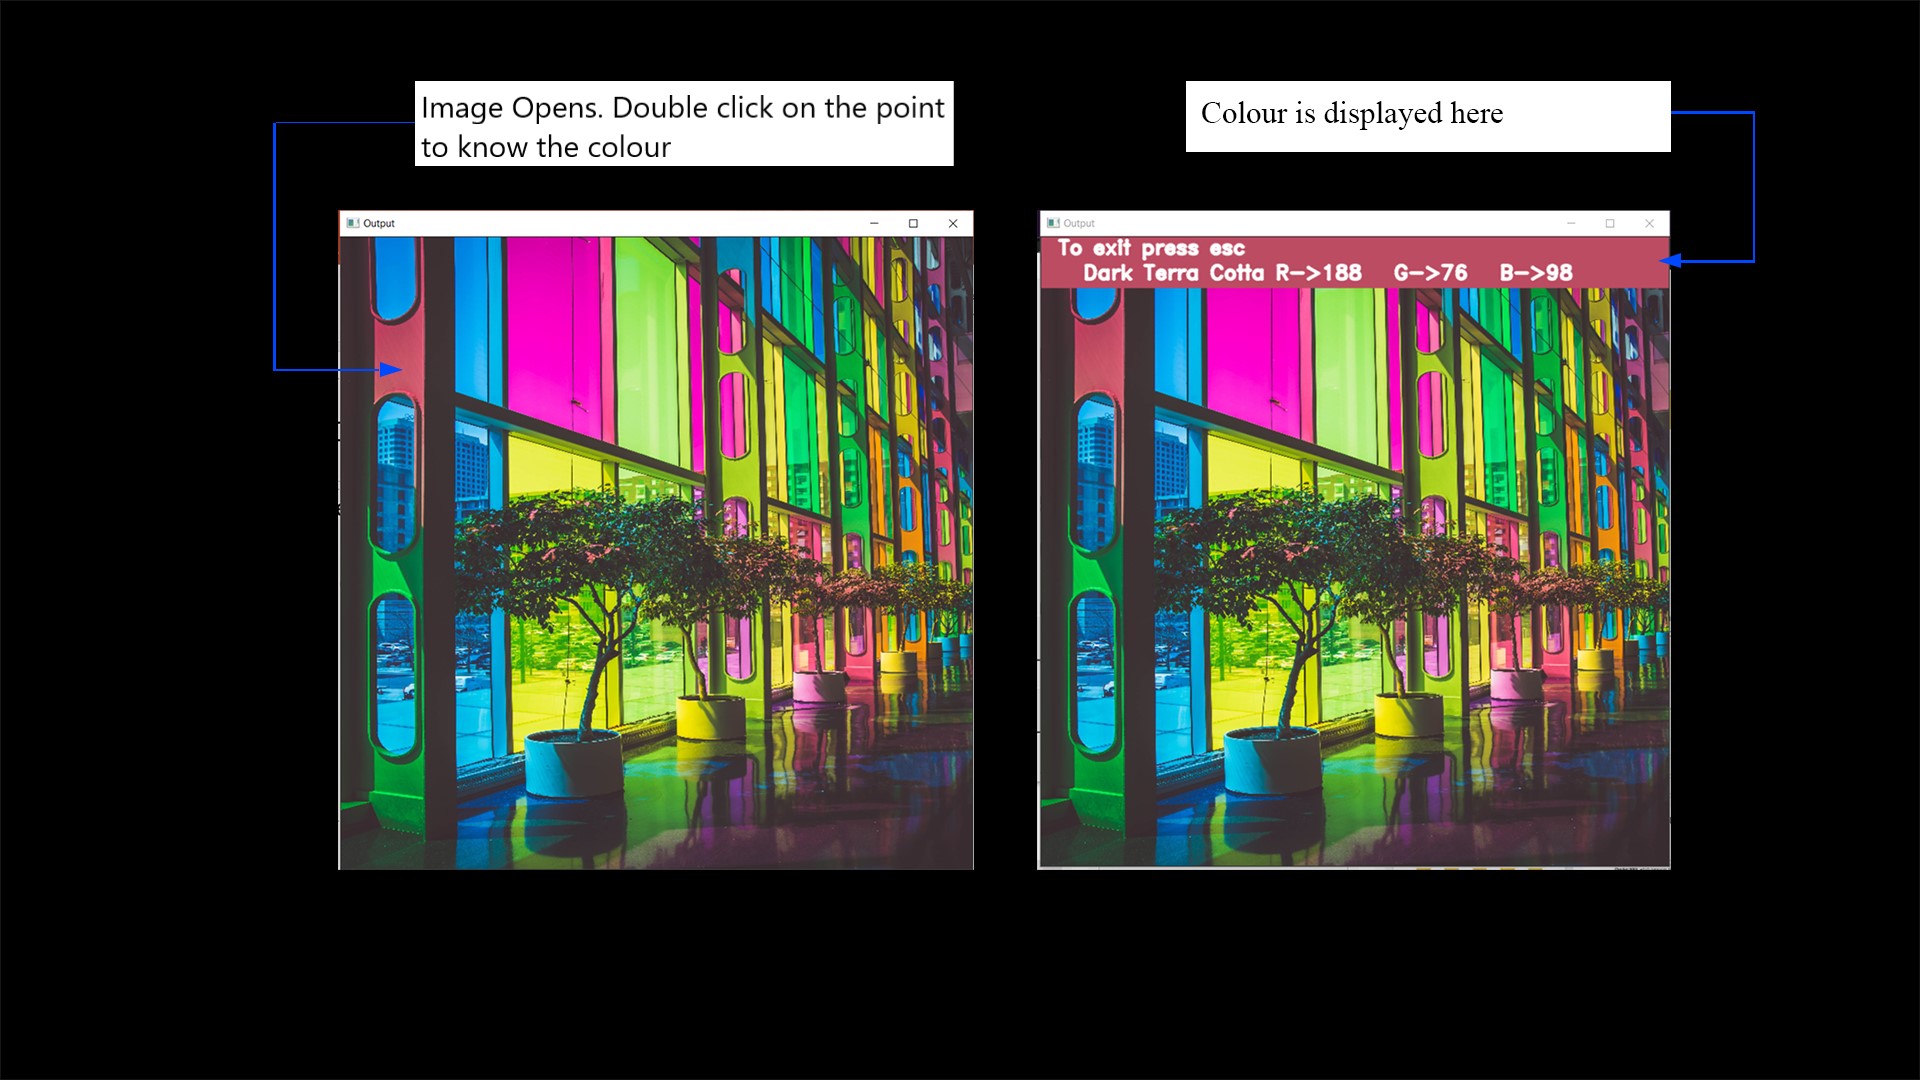 Image Opens. Double click on the point
to know the colour
Colour is displayed here
Output
Output
To exit press esc
Dark Terra Cotta R->188 G->76 B->98